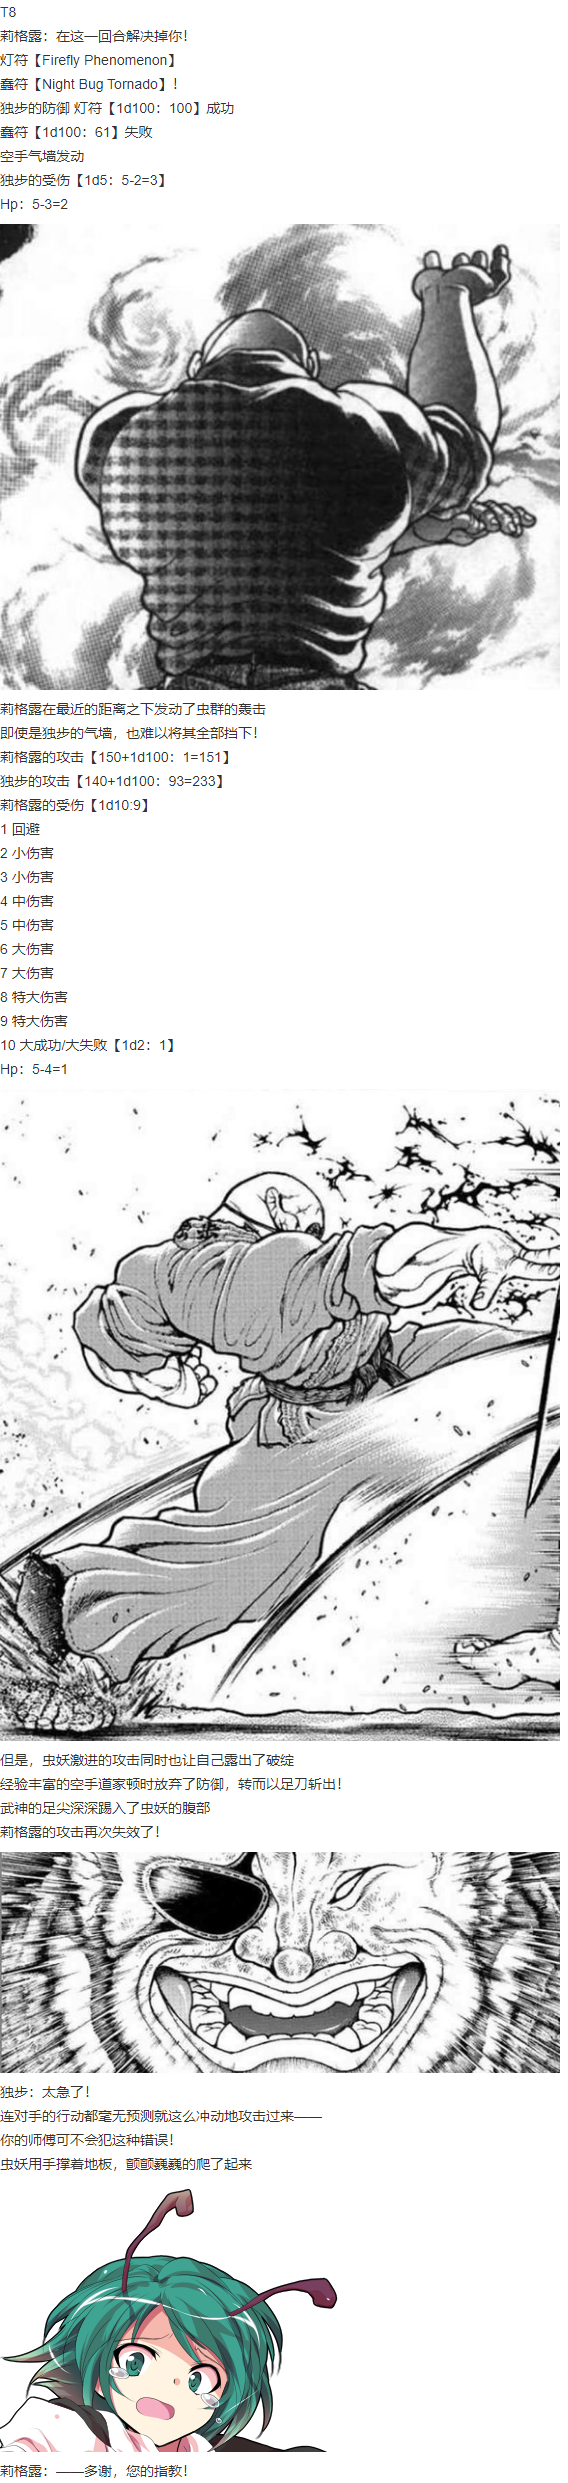 T8
莉格露：在这一回合解决掉你！
灯符【Firefly Phenomenon】
蠢符【Night Bug Tornado】！
独步的防御 灯符【1d100：100】成功
蠢符【1d100：61】失败
空手气墙发动
独步的受伤【1d5：5-2=3】
Hp：5-3=2
莉格露在最近的距离之下发动了虫群的轰击
即使是独步的气墙，也难以将其全部挡下！
莉格露的攻击【150+1d100：1=151】
独步的攻击【140+1d100：93=233】
莉格露的受伤【1d10:9】
1 回避
2 小伤害
3 小伤害
4 中伤害
5 中伤害
6 大伤害
7 大伤害
8 特大伤害
9 特大伤害
10 大成功/大失败【1d2：1】
Hp：5-4=1
但是，虫妖激进的攻击同时也让自己露出了破绽
经验丰富的空手道家顿时放弃了防御，转而以足刀斩出！
武神的足尖深深踢入了虫妖的腹部
莉格露的攻击再次失效了！
独步：太急了！
连对手的行动都毫无预测就这么冲动地攻击过来——
你的师傅可不会犯这种错误！
虫妖用手撑着地板，颤颤巍巍的爬了起来
莉格露：——多谢，您的指教！